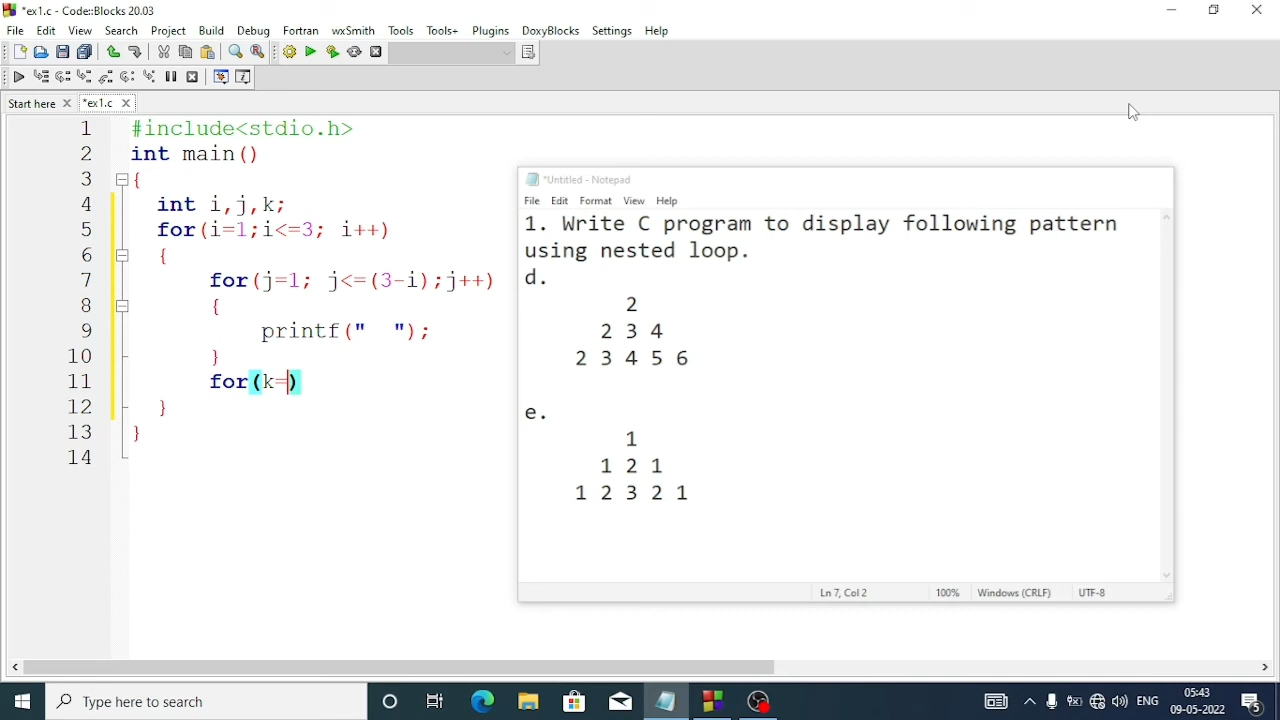 *ex1.c - Code::Blocks 20.03
File Edit View Search Project Build Debug Fortran wxSmith Tools Tools+ Plugins DoxyBlocks Settings Help
Start here *ex1.c
1 #include<stdio.h>
2 int main()
3 {
4 int i,j,k;
5 for(i=1;i<=3; i++)
6 {
7 for(j=1; j<=(3-i);j++)
8 {
9 printf("  ");
10 }
11 for(k=)
12 }
13 }
14
*Untitled - Notepad
File Edit Format View Help
1. Write C program to display following pattern
using nested loop.
d.
2
2 3 4
2 3 4 5 6
e.
1
1 2 1
1 2 3 2 1
Ln 7, Col 2 100% Windows (CRLF) UTF-8
Type here to search
ENG
05:43
09-05-2022
5